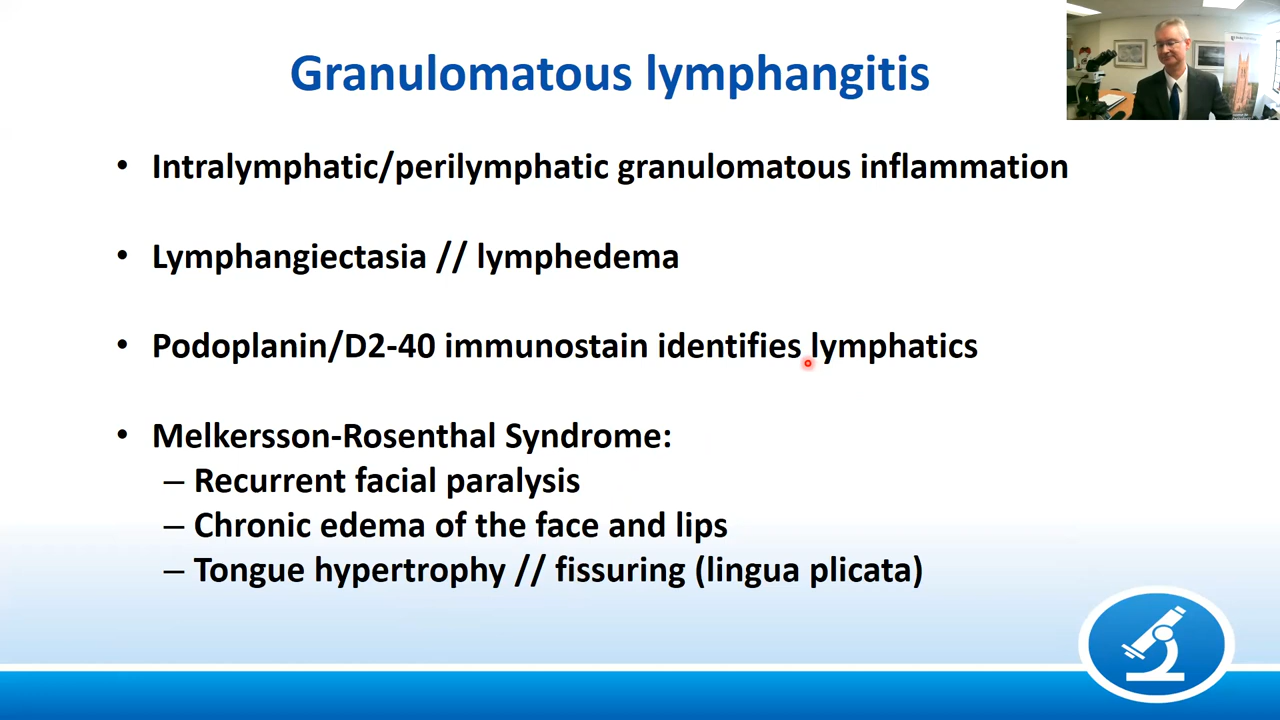 Granulomatous lymphangitis
• Intralymphatic/perilymphatic granulomatous inflammation
• Lymphangiectasia // lymphedema
• Podoplanin/D2-40 immunostain identifies lymphatics
• Melkersson-Rosenthal Syndrome:
– Recurrent facial paralysis
– Chronic edema of the face and lips
– Tongue hypertrophy // fissuring (lingua plicata)